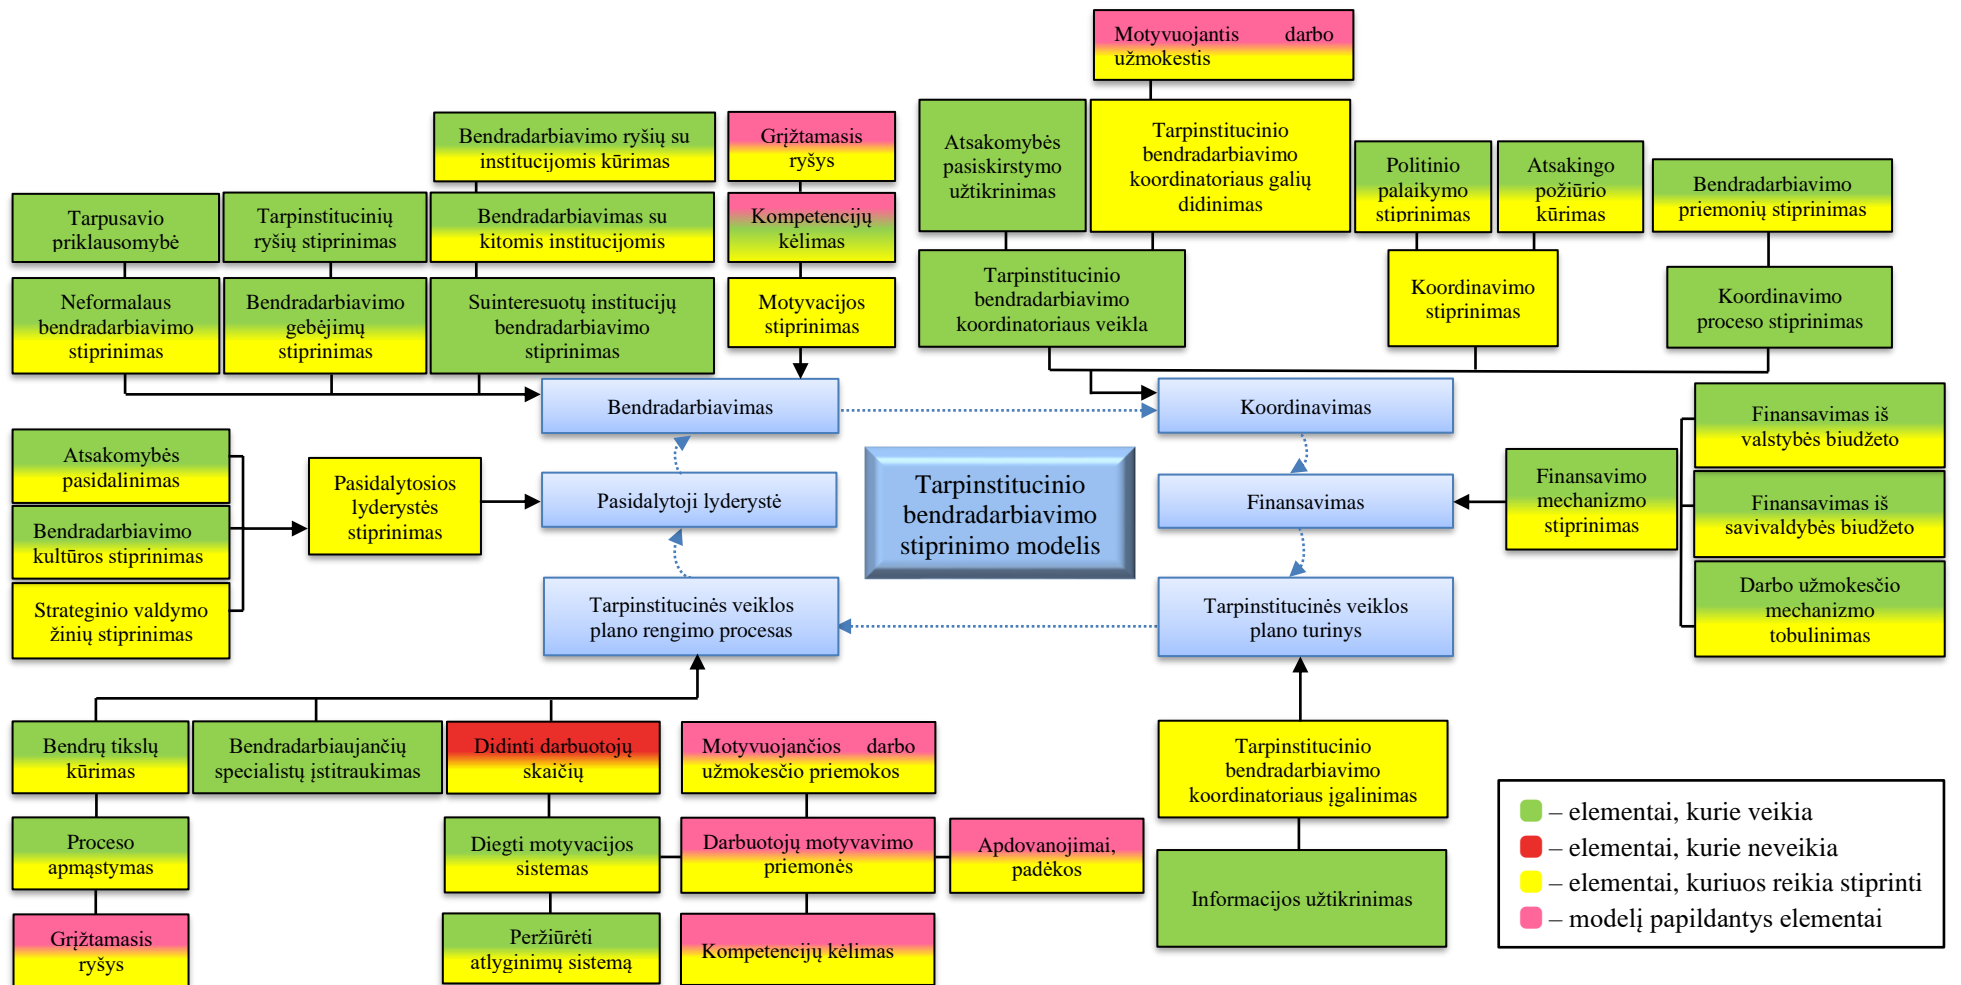 Motyvuojantis darbo
užmokestis
Bendradarbiavimo ryšių su
institucijomis kūrimas
Grįžtamasis
ryšys
Atsakomybės
pasiskirstymo
užtikrinimas
Tarpinstitucinio
bendradarbiavimo
koordinatoriaus galių
didinimas
Politinio
palaikymo
stiprinimas
Atsakingo
požiūrio
kūrimas
Bendradarbiavimo
priemonių stiprinimas
Tarpusavio
priklausomybė
Tarpinstitucinių
ryšių stiprinimas
Bendradarbiavimas su
kitomis institucijomis
Kompetencijų
kėlimas
Neformalaus
bendradarbiavimo
stiprinimas
Bendradarbiavimo
gebėjimų
stiprinimas
Suinteresuotų institucijų
bendradarbiavimo
stiprinimas
Motyvacijos
stiprinimas
Tarpinstitucinio
bendradarbiavimo
koordinatoriaus veikla
Koordinavimo
stiprinimas
Koordinavimo
proceso stiprinimas
Bendradarbiavimas
Koordinavimas
Atsakomybės
pasidalinimas
Bendradarbiavimo
kultūros stiprinimas
Strateginio valdymo
žinių stiprinimas
Pasidalytosios
lyderystės
stiprinimas
Pasidalytoji lyderystė
Tarpinstitucinio
bendradarbiavimo
stiprinimo modelis
Finansavimas
Finansavimo
mechanizmo
stiprinimas
Finansavimas iš
valstybės biudžeto
Finansavimas iš
savivaldybės biudžeto
Darbo užmokesčio
mechanizmo
tobulinimas
Tarpinstitucinės veiklos
plano rengimo procesas
Tarpinstitucinės veiklos
plano turinys
Bendrų tikslų
kūrimas
Bendradarbiaujančių
specialistų įstitraukimas
Didinti darbuotojų
skaičių
Motyvuojančios darbo
užmokesčio priemokos
Tarpinstitucinio
bendradarbiavimo
koordinatoriaus įgalinimas
Proceso
apmąstymas
Diegti motyvacijos
sistemas
Darbuotojų motyvavimo
priemonės
Apdovanojimai,
padėkos
Informacijos užtikrinimas
Grįžtamasis
ryšys
Peržiūrėti
atlyginimų sistemą
Kompetencijų kėlimas
– elementai, kurie veikia
– elementai, kurie neveikia
– elementai, kuriuos reikia stiprinti
– modelį papildantys elementai